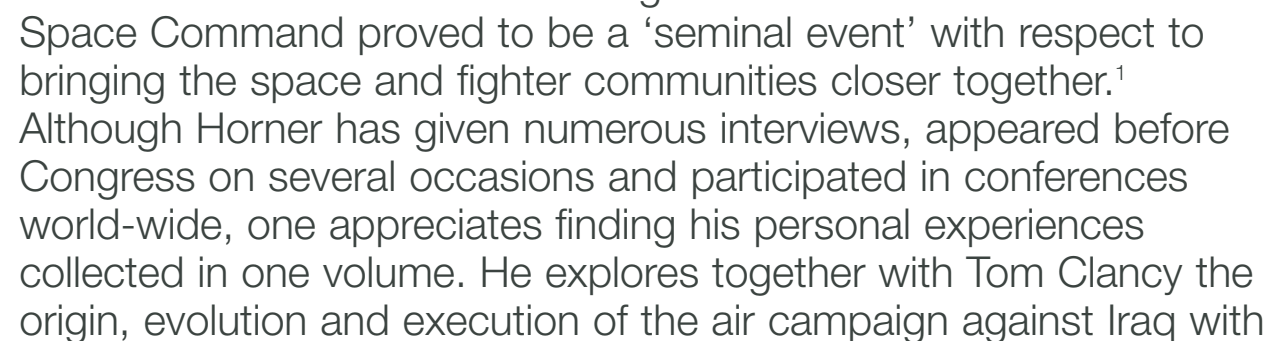 Space Command proved to be a ‘seminal event’ with respect to
bringing the space and fighter communities closer together.¹
Although Horner has given numerous interviews, appeared before
Congress on several occasions and participated in conferences
world-wide, one appreciates finding his personal experiences
collected in one volume. He explores together with Tom Clancy the
origin, evolution and execution of the air campaign against Iraq with